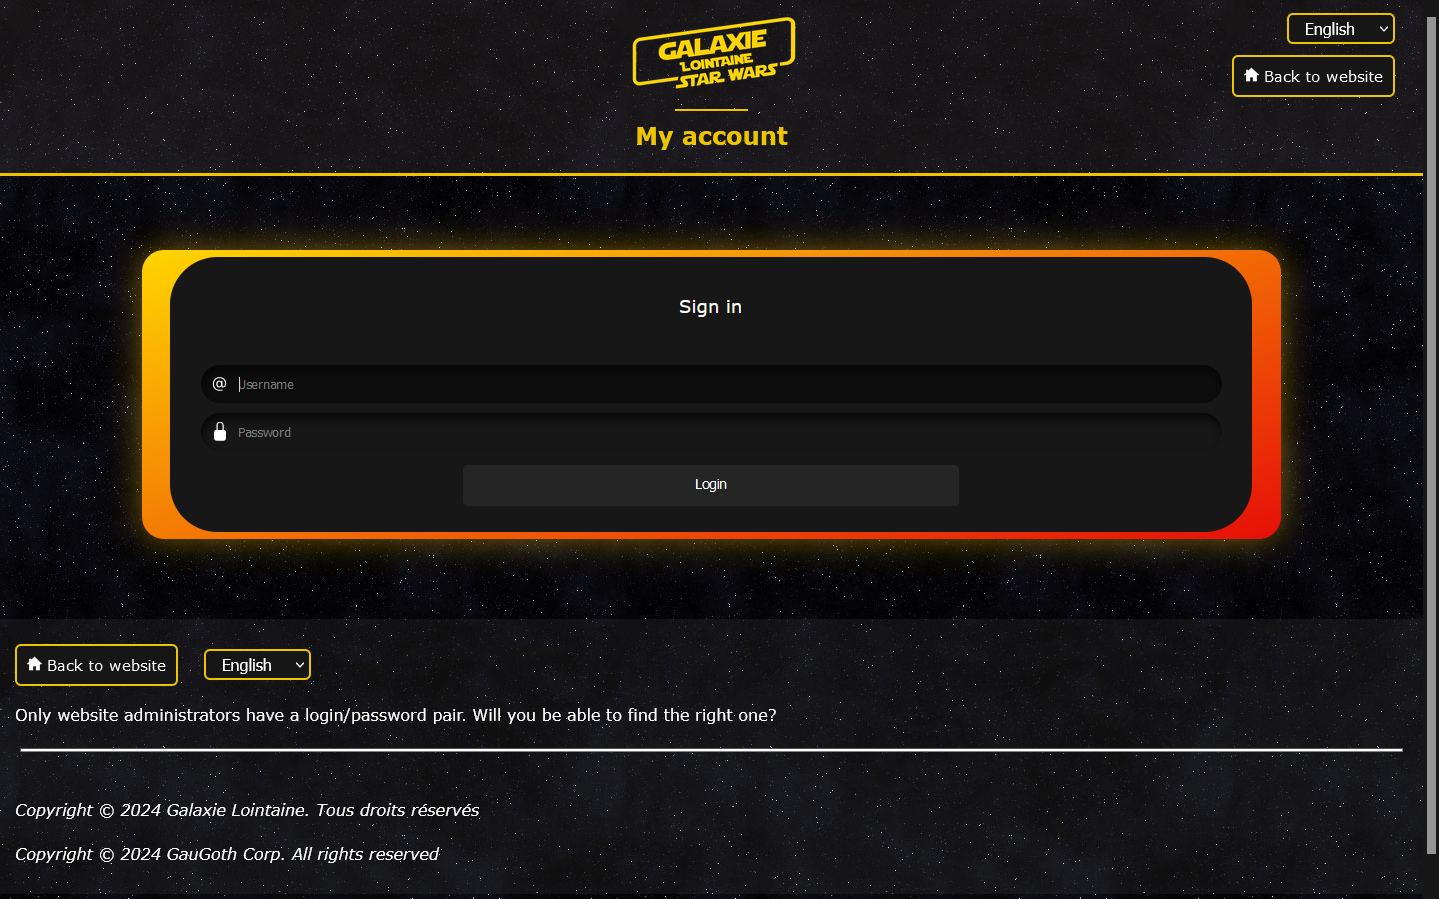 GALAXIE
LOINTAINE
STAR WARS
English
Back to website
My account
Sign in
@ Username
Password
Login
Back to website
English
Only website administrators have a login/password pair. Will you be able to find the right one?
Copyright © 2024 Galaxie Lointaine. Tous droits réservés
Copyright © 2024 GauGoth Corp. All rights reserved